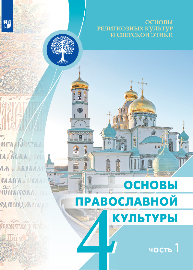 ОСНОВЫ
РЕЛИГИОЗНЫХ КУЛЬТУР
И СВЕТСКОЙ ЭТИКИ
ОСНОВЫ
ПРАВОСЛАВНОЙ
КУЛЬТУРЫ
4
ЧАСТЬ 1